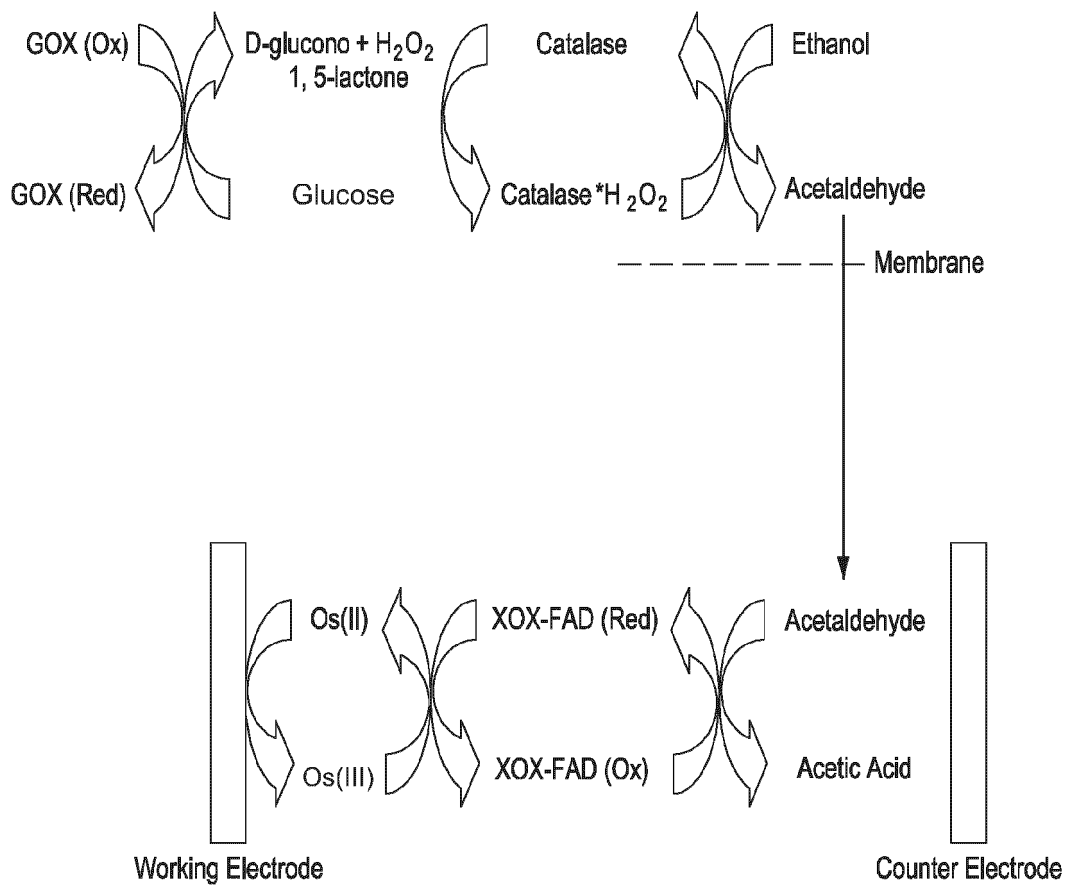 GOX (Ox)
D-glucono + H₂O₂
1, 5-lactone
Catalase
Ethanol
GOX (Red)
Glucose
Catalase *H ₂O₂
Acetaldehyde
Membrane
Os(II)
XOX-FAD (Red)
Acetaldehyde
Os(III)
XOX-FAD (Ox)
Acetic Acid
Working Electrode
Counter Electrode